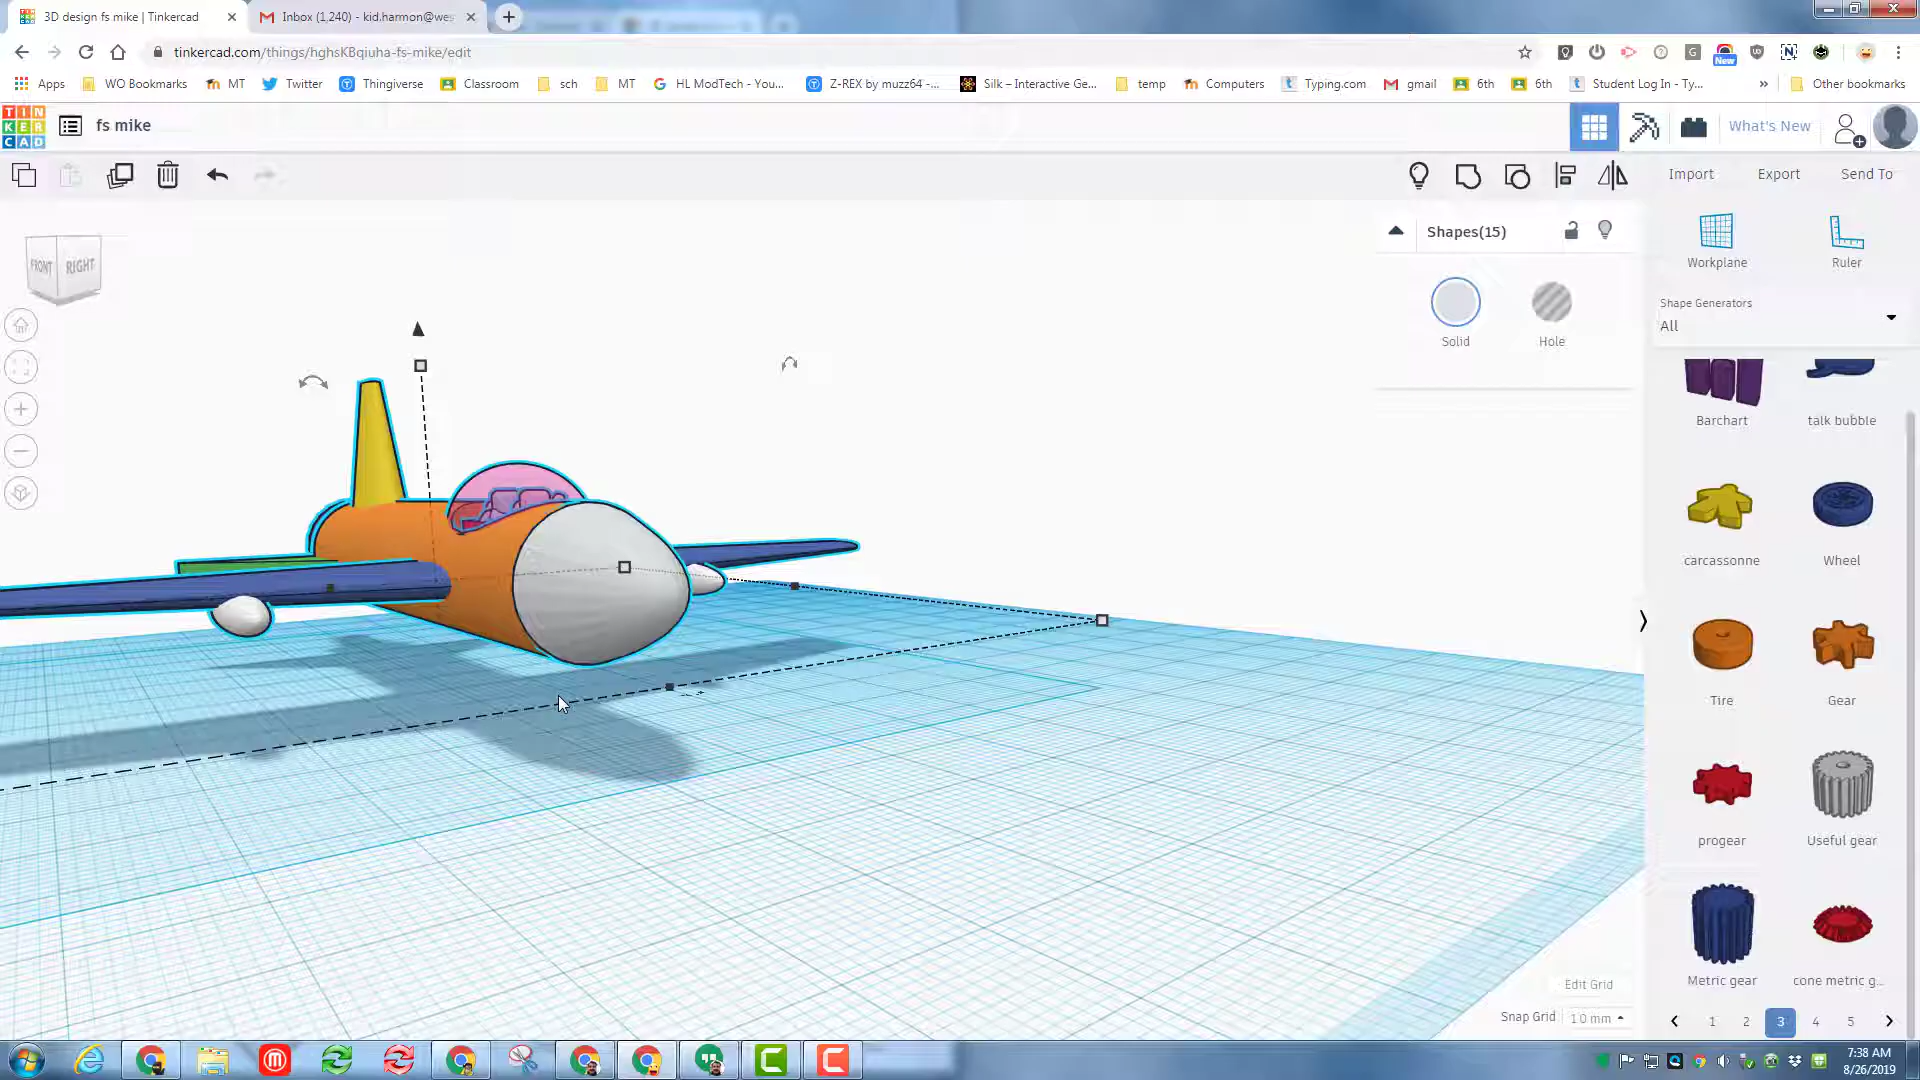 3D design fs mike | Tinkercad
Inbox (1,240) - kid.harmon@wes
tinkercad.com/things/hghsKBqiuha-fs-mike/edit
New
Apps
WO Bookmarks
MT
Twitter
Thingiverse
Classroom
sch
MT
HL ModTech - You...
Z-REX by muzz64 -...
Silk – Interactive Ge...
temp
Computers
Typing.com
gmail
6th
6th
Student Log In - Ty...
Other bookmarks
TIN
KER
CAD
fs mike
What's New
Import
Export
Send To
FRONT
RIGHT
Shapes(15)
Solid
Hole
Workplane
Ruler
Shape Generators
All
Barchart
talk bubble
carcassonne
Wheel
Tire
Gear
progear
Useful gear
Metric gear
cone metric g...
Edit Grid
Snap Grid
1.0 mm
1
2
3
4
5
7:38 AM
8/26/2019